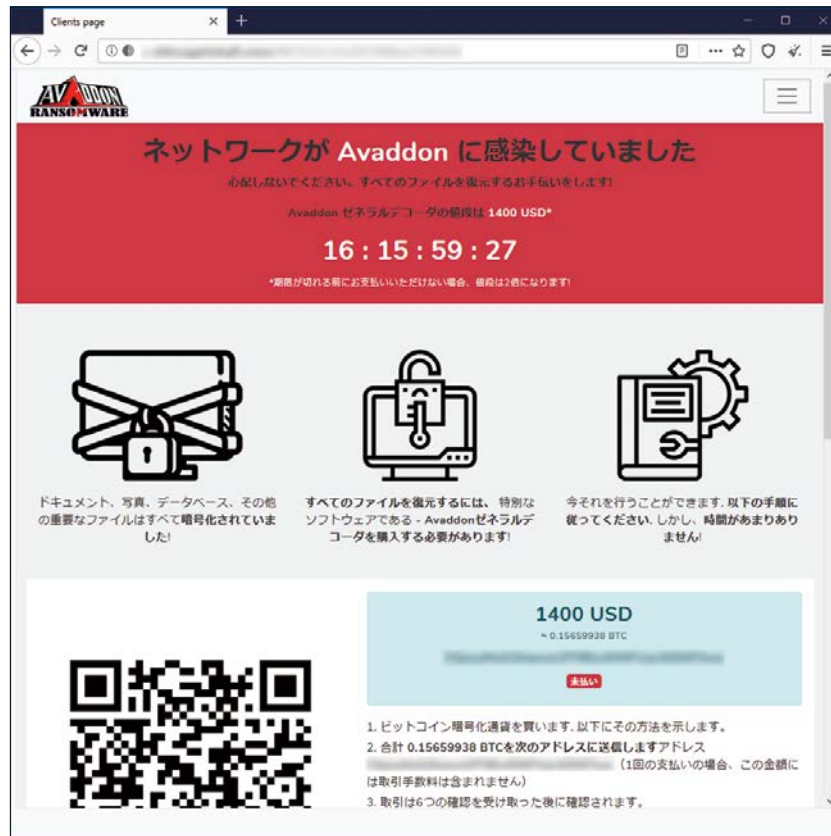 Clients page
AVADDON
RANSOMWARE
ネットワークが Avaddon に感染していました
心配しないでください。すべてのファイルを復元するお手伝いをします!
Avaddon ゼネラルデコーダの値段は 1400 USD*
16 : 15 : 59 : 27
*期限が切れる前にお支払いいただけない場合、値段は2倍になります!
ドキュメント、写真、データベース、その他
の重要なファイルはすべて暗号化されていま
した!
すべてのファイルを復元するには、 特別な
ソフトウェアである - Avaddonゼネラルデ
コーダを購入する必要があります!
今それを行うことができます. 以下の手順に
従ってください. しかし、時間があまりあり
ません!
1400 USD
≈ 0.15659938 BTC
未払い
1. ビットコイン暗号化通貨を買います. 以下にその方法を示します。
2. 合計 0.15659938 BTCを次のアドレスに送信しますアドレス
(1回の支払いの場合、この金額に
は取引手数料は含まれません)
3. 取引は6つの確認を受け取った後に確認されます。